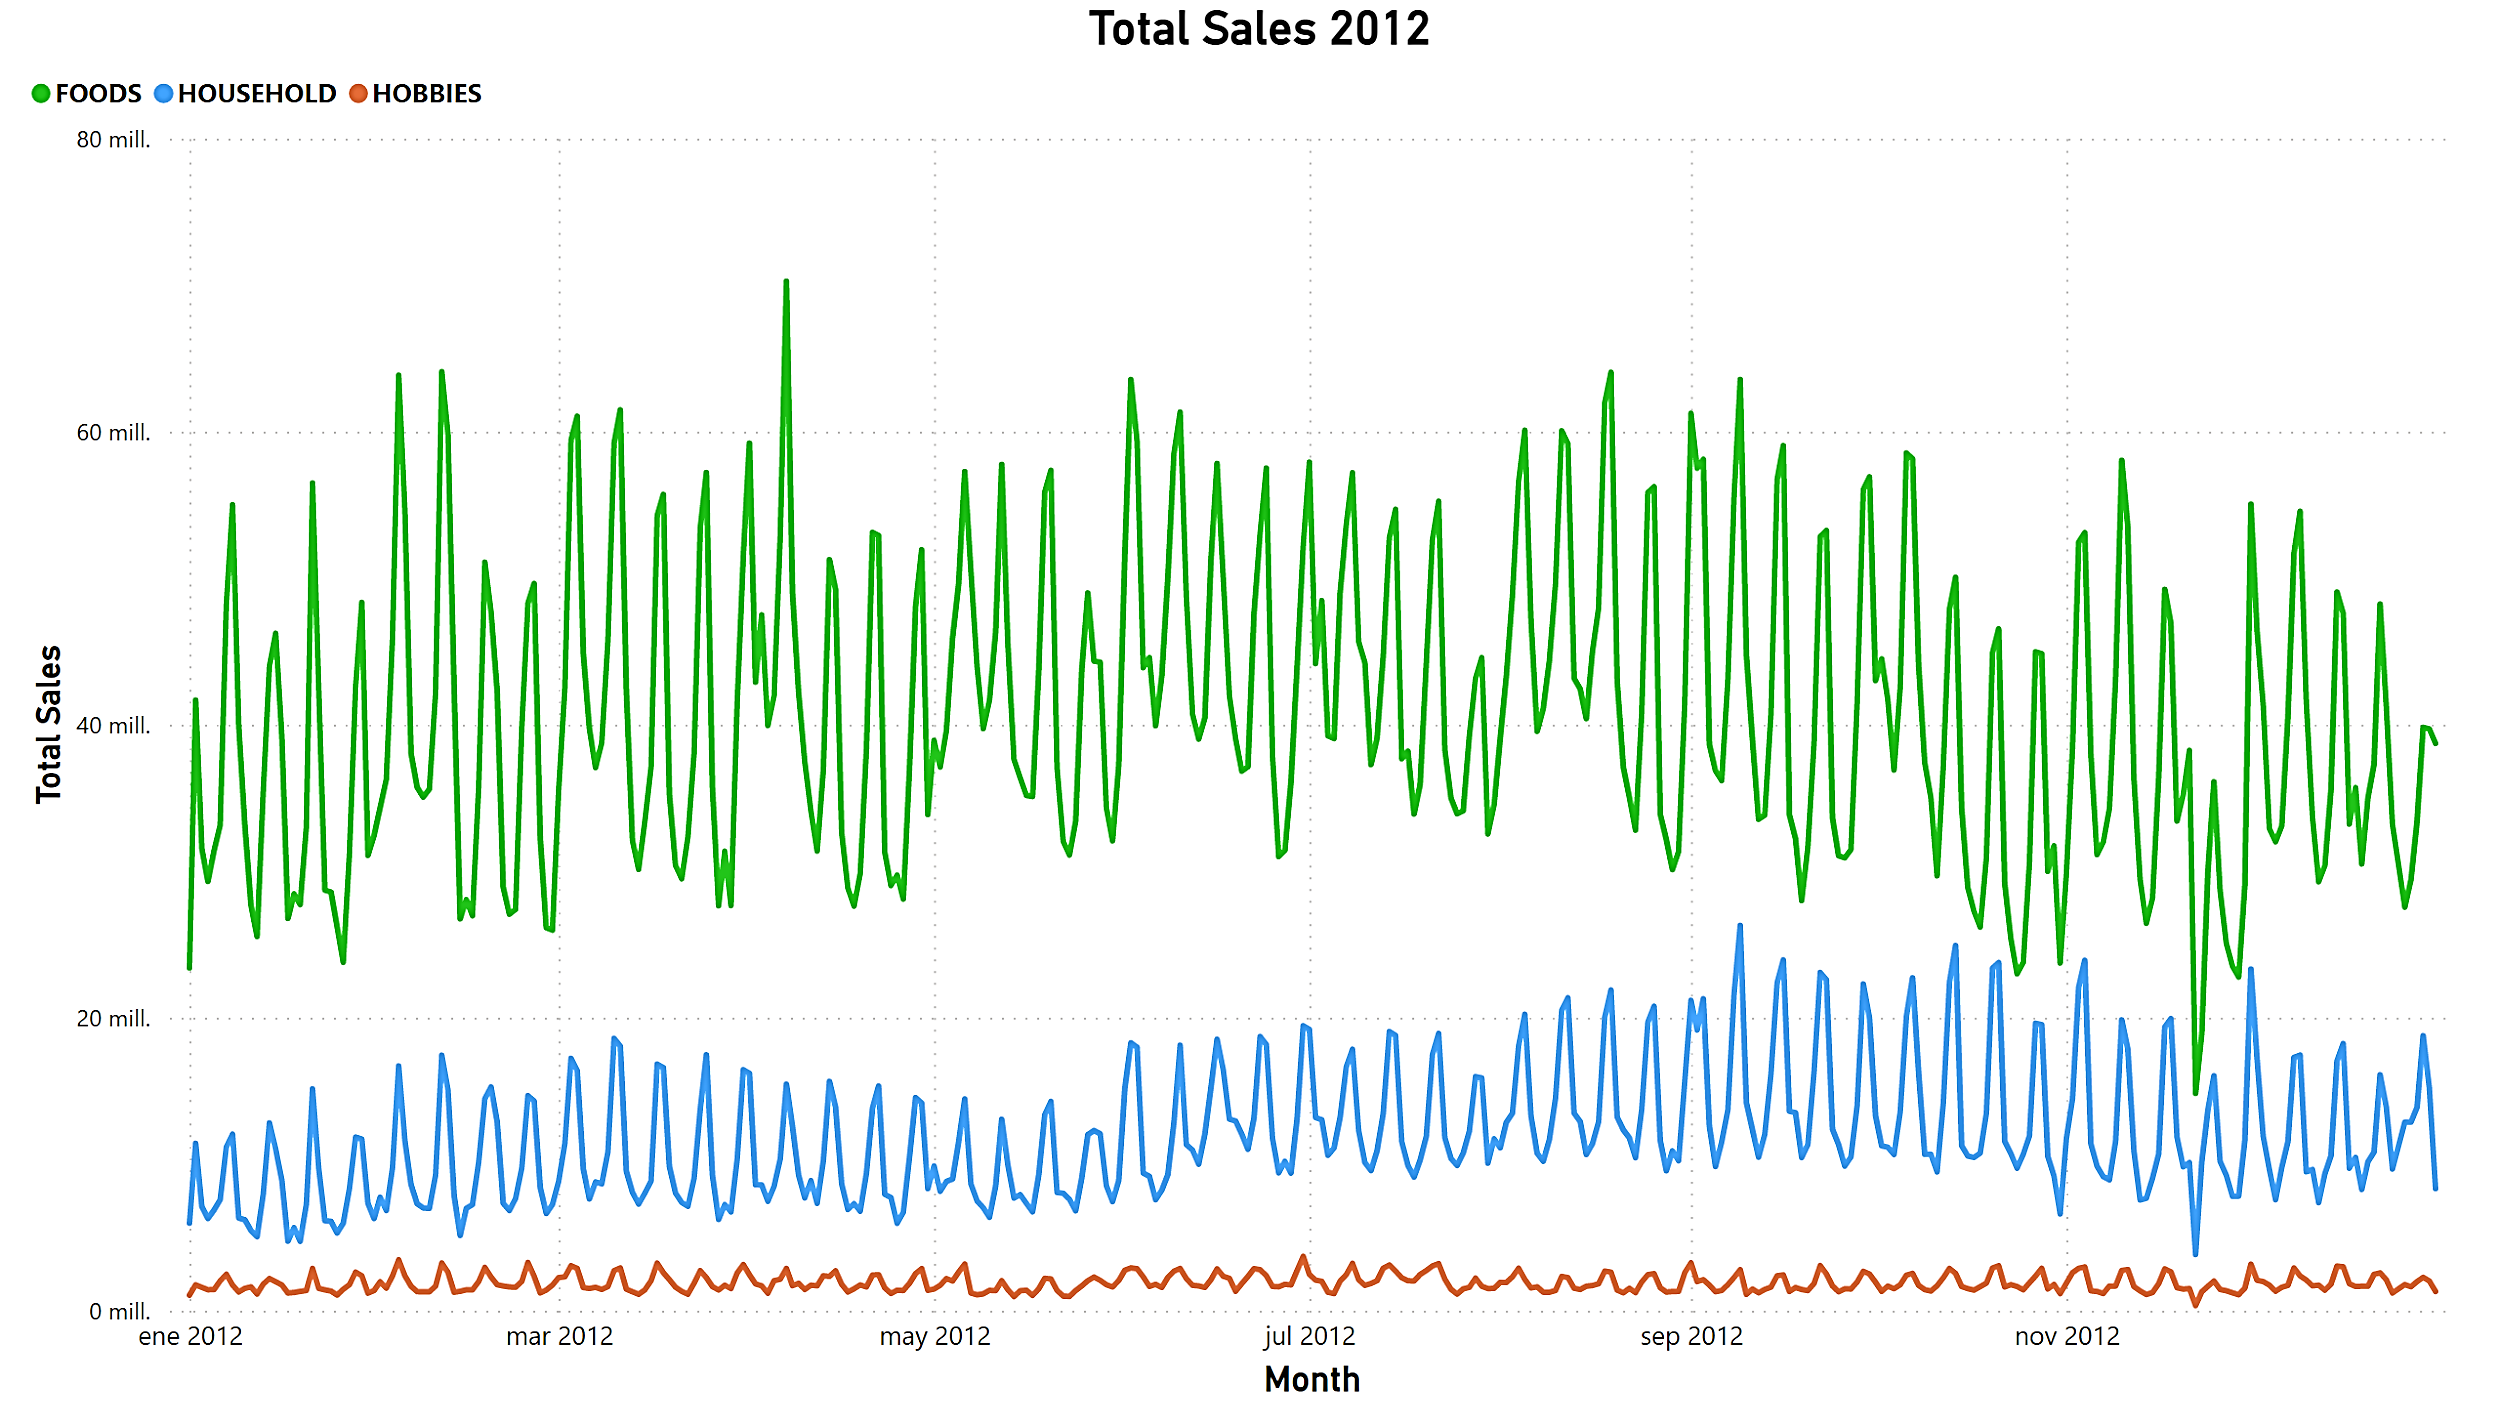 Total Sales 2012
FOODS HOUSEHOLD HOBBIES
80 mill.
60 mill.
40 mill.
20 mill.
0 mill.
Total Sales
ene 2012 mar 2012 may 2012 jul 2012 sep 2012 nov 2012
Month